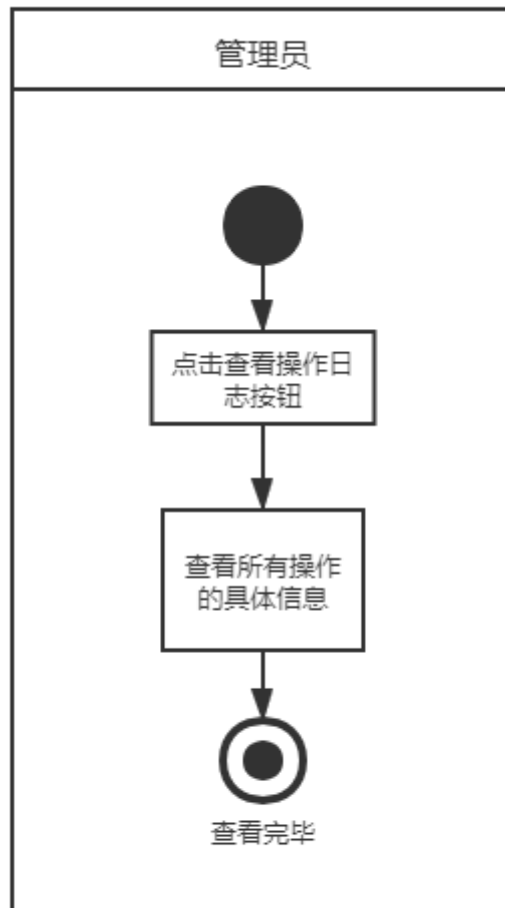 管理员
点击查看操作日
志按钮
查看所有操作
的具体信息
查看完毕